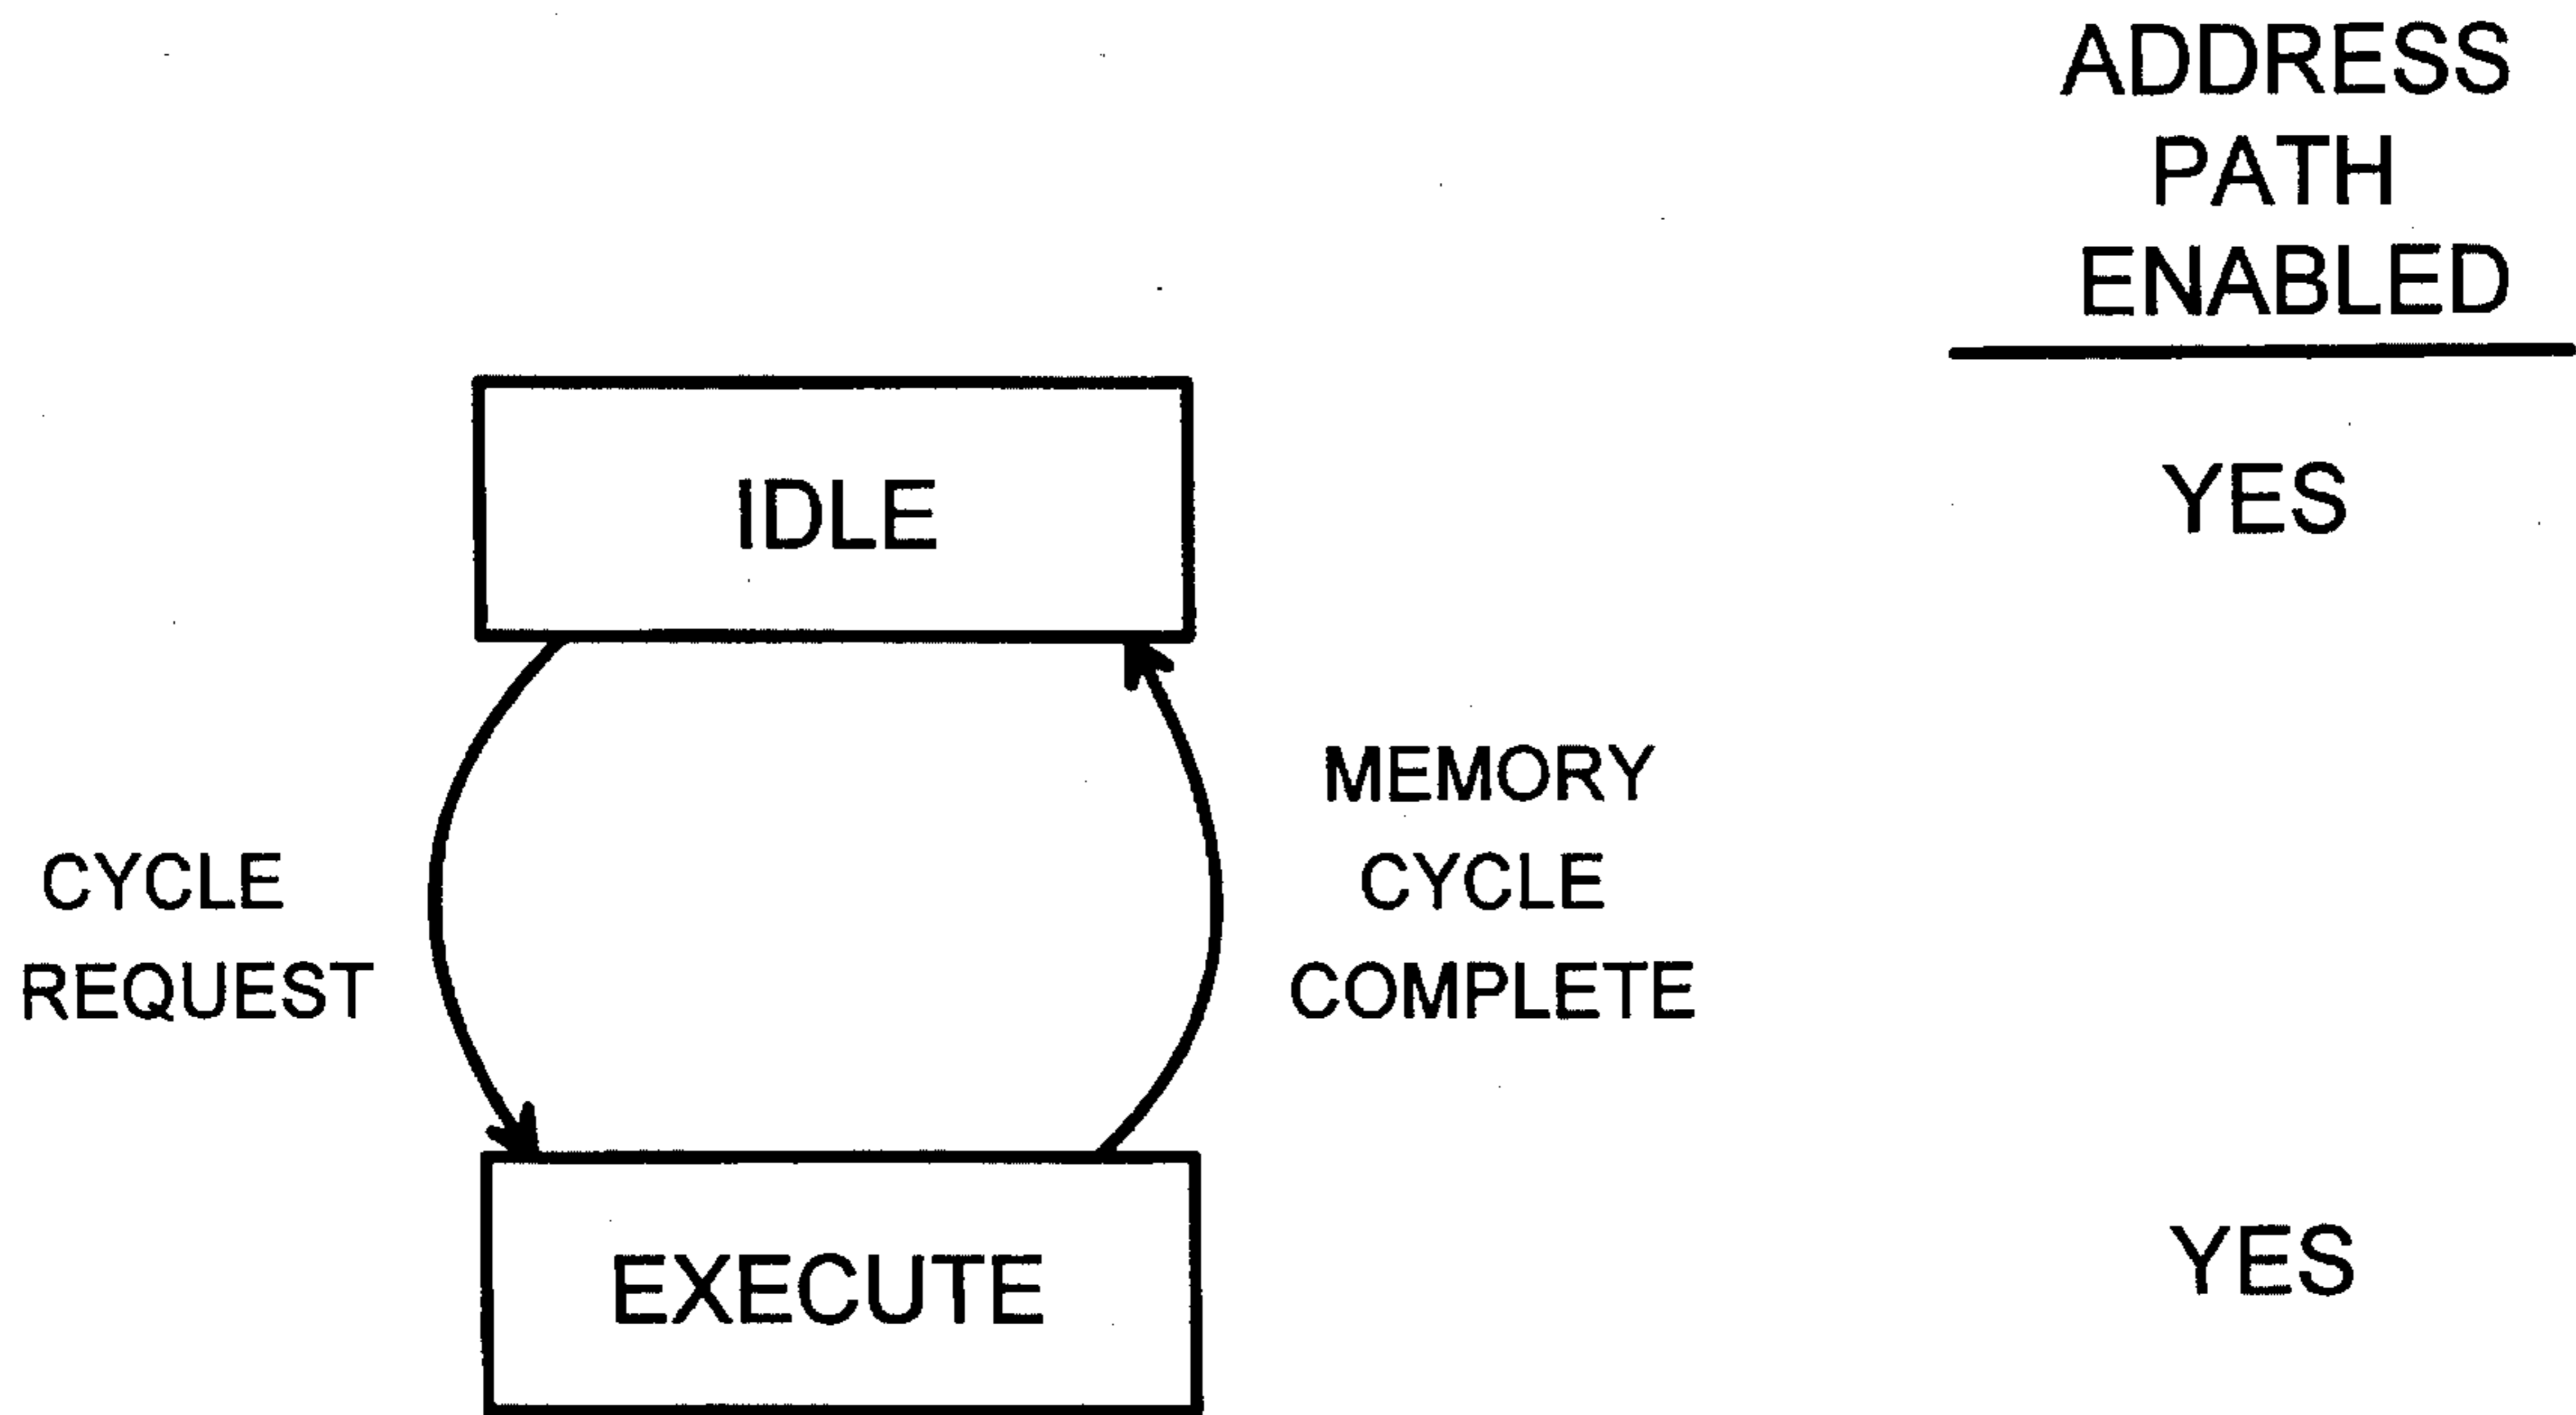 ADDRESS
PATH
ENABLED
IDLE
YES
CYCLE
REQUEST
MEMORY
CYCLE
COMPLETE
EXECUTE
YES